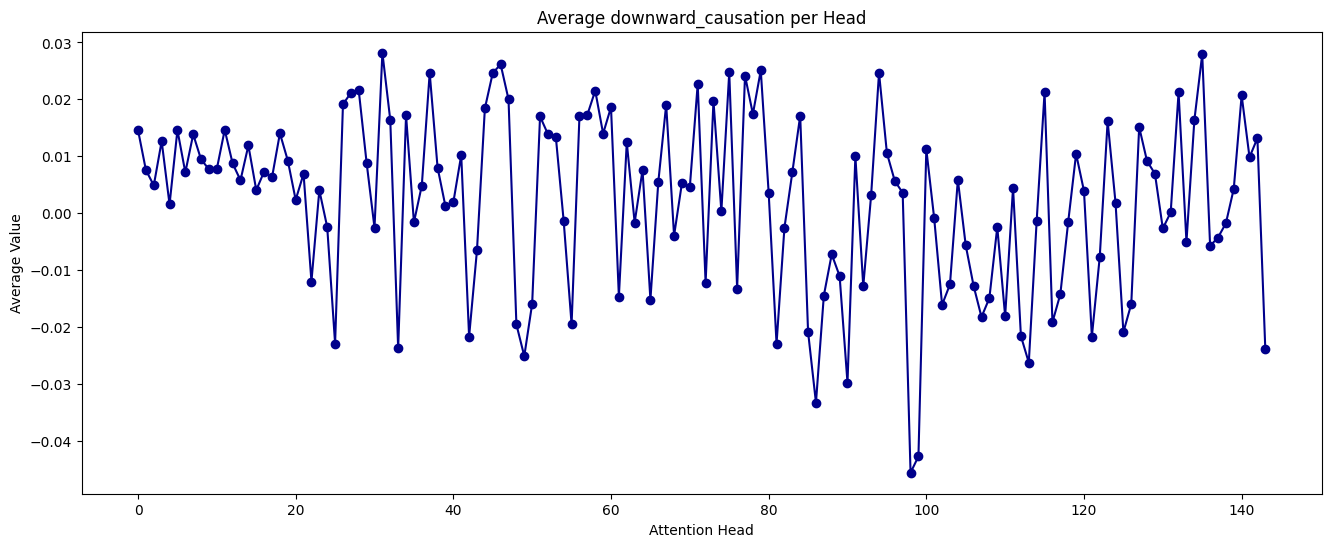 Average downward_causation per Head
0.03
0.02
0.01
0.00
−0.01
−0.02
−0.03
−0.04
Average Value
0 20 40 60 80 100 120 140
Attention Head